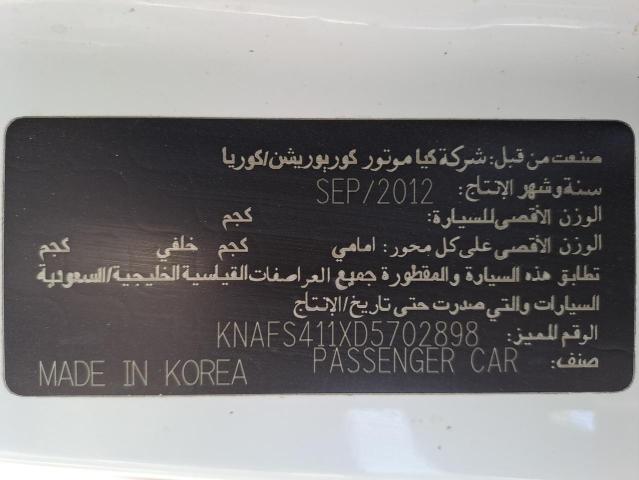 صنعت من قبل: شركة كيا موتور كوربوريشن/كوريا
سنة وشهر الإنتاج: SEP/2012
الوزن الأقصى للسيارة: كجم
الوزن الأقصى على كل محور: امامي كجم خلفي كجم
تطابق هذه السيارة والمقطورة جميع المراصفات القياسية الخليجية/السعودية
السيارات والتي صدرت حتى تاريخ/الإنتاج
الرقم المميز: KNAFS411XD5702898
صنف: PASSENGER CAR
MADE IN KOREA